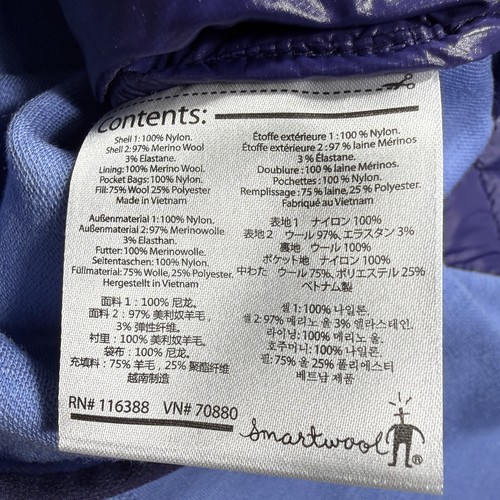 Contents:
Shell 1: 100% Nylon.
Shell 2: 97% Merino Wool
3% Elastane.
Lining: 100% Merino Wool
Pocket Bags: 100% Nylon.
Fill: 75% Wool 25% Polyester
Made in Vietnam
Étoffe extérieure 1 : 100% Nylon.
Étoffe extérieure 2 : 97% laine Mérinos
3 % Élastane.
Doublure : 100% laine Mérinos.
Pochettes : 100% Nylon.
Remplissage : 75% laine, 25 % Polyester.
Fabriqué au Vietnam
Außenmaterial 1: 100% Nylon.
Außenmaterial 2: 97% Merinowolle
3% Elasthan.
Futter: 100% Merinowolle.
Seitentaschen: 100% Nylon.
Füllmaterial: 75% Wolle, 25% Polyester.
Hergestellt in Vietnam
表地1 ナイロン 100%
表地2 ウール 97%、エラスタン 3%
裏地 ウール 100%
ポケット地 ナイロン 100%
中わた ウール 75%、ポリエステル 25%
ベトナム製
面料 1：100% 尼龙。
面料 2：97% 美利奴羊毛，
3% 弹性纤维。
衬里：100% 美利奴羊毛。
袋布：100% 尼龙。
充填料：75% 羊毛，25% 聚酯纤维
越南制造
쉘 1: 100% 나일론.
쉘 2: 97% 메리노 울 3% 엘라스테인.
라이닝: 100% 메리노 울.
호주머니: 100% 나일론.
필: 75% 울 25% 폴리에스터
베트남 제품
RN# 116388 VN# 70880
Smartwool ®